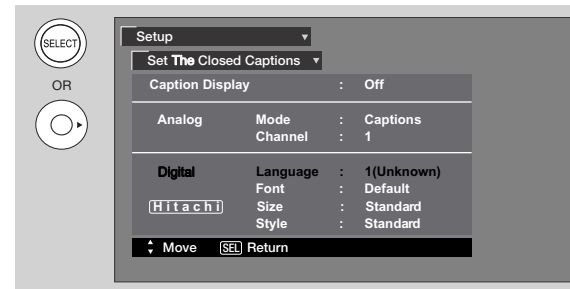 SELECT
OR
Setup
Set The Closed Captions
Caption Display : Off
Analog Mode : Captions
Channel : 1
Digital Language : 1(Unknown)
Font : Default
Hitachi Size : Standard
Style : Standard
Move SEL Return